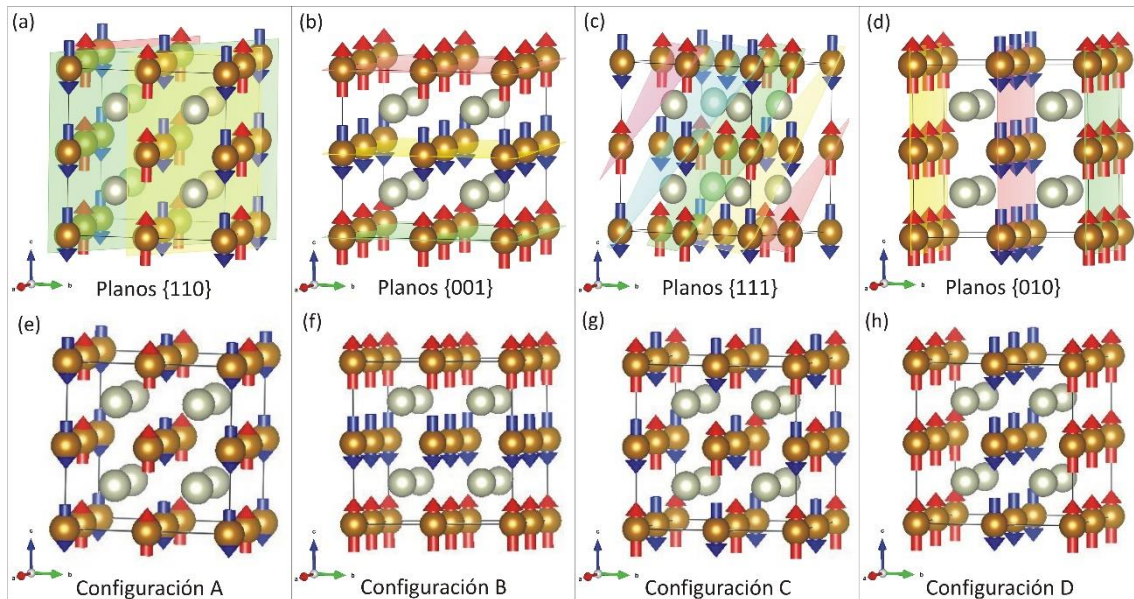 (a) (b) (c) (d)
c a b c a b c a b c a b
Planos {110} Planos {001} Planos {111} Planos {010}
(e) (f) (g) (h)
c a b c a b c a b c a b
Configuración A Configuración B Configuración C Configuración D